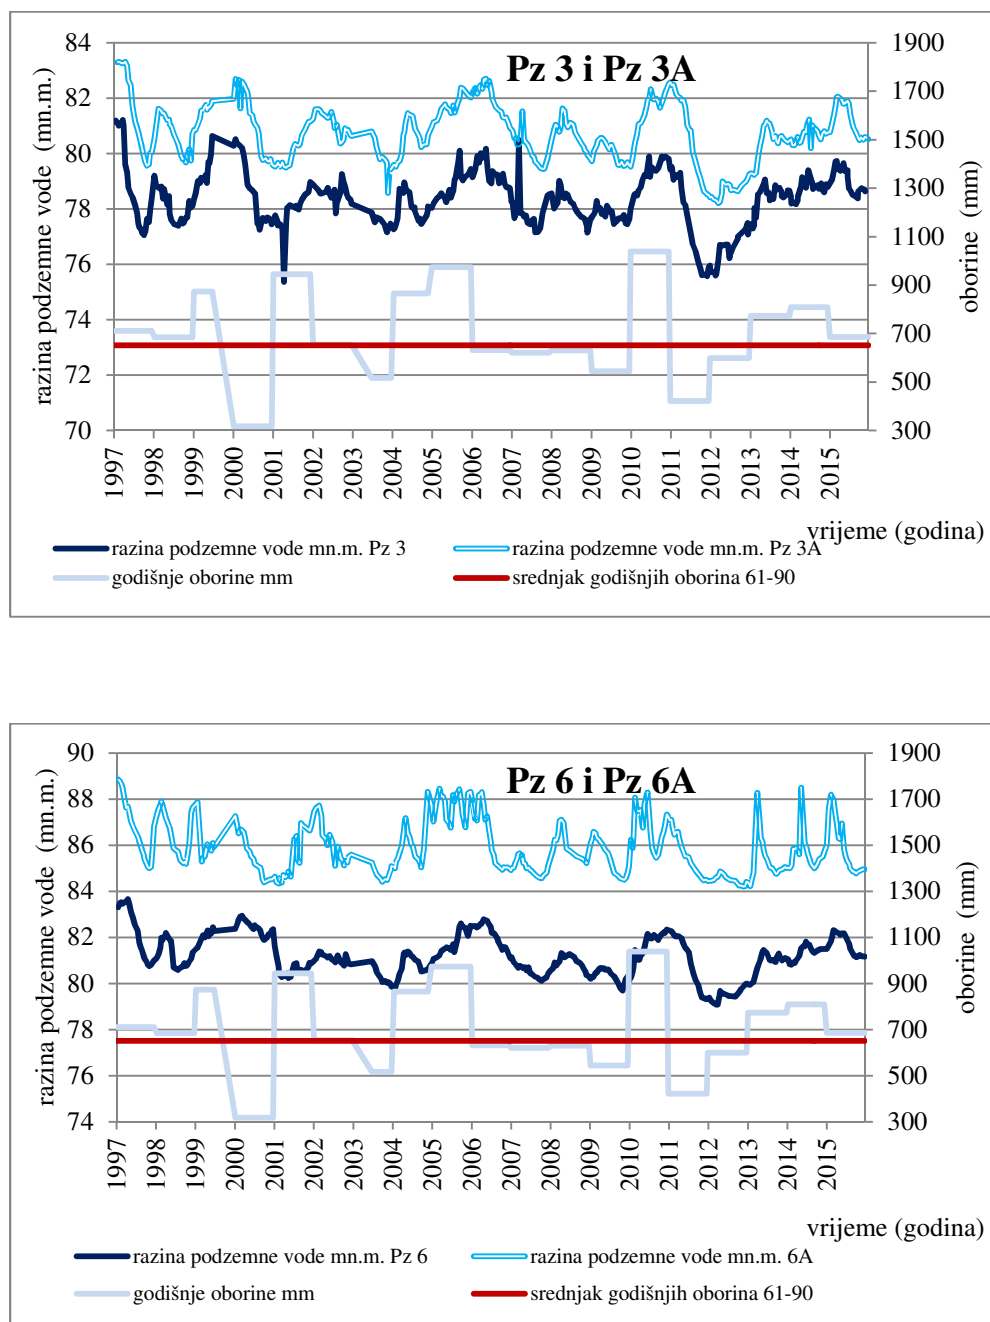 Pz 3 i Pz 3A
razina podzemne vode (mn.m.)
84
82
80
78
76
74
72
70
1900
1700
1500
1300
1100
900
700
500
300
oborine (mm)
1997 1998 1999 2000 2001 2002 2003 2004 2005 2006 2007 2008 2009 2010 2011 2012 2013 2014 2015
vrijeme (godina)
razina podzemne vode mn.m. Pz 3 razina podzemne vode mn.m. Pz 3A
godišnje oborine mm srednjak godišnjih oborina 61-90
Pz 6 i Pz 6A
razina podzemne vode (mn.m.)
90
88
86
84
82
80
78
76
74
1900
1700
1500
1300
1100
900
700
500
300
oborine (mm)
1997 1998 1999 2000 2001 2002 2003 2004 2005 2006 2007 2008 2009 2010 2011 2012 2013 2014 2015
vrijeme (godina)
razina podzemne vode mn.m. Pz 6 razina podzemne vode mn.m. 6A
godišnje oborine mm srednjak godišnjih oborina 61-90